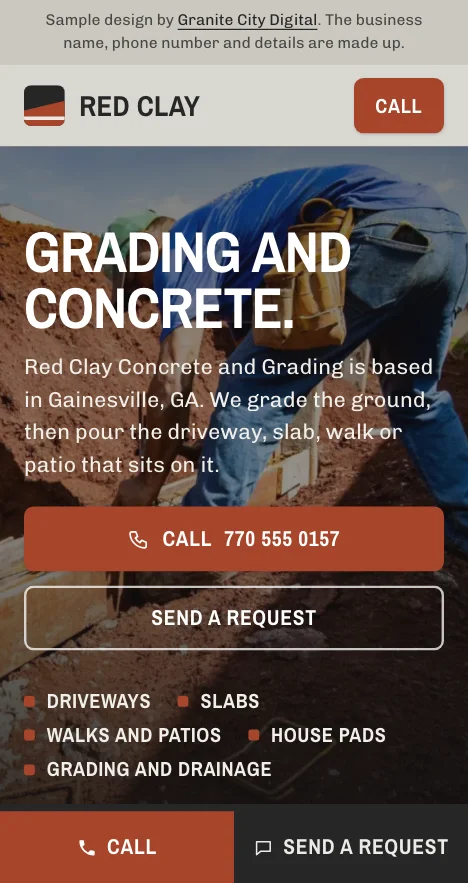 Sample design by Granite City Digital. The business
name, phone number and details are made up.
RED CLAY
CALL
GRADING AND
CONCRETE.
Red Clay Concrete and Grading is based
in Gainesville, GA. We grade the ground,
then pour the driveway, slab, walk or
patio that sits on it.
CALL 770 555 0157
SEND A REQUEST
DRIVEWAYS SLABS
WALKS AND PATIOS HOUSE PADS
GRADING AND DRAINAGE
CALL SEND A REQUEST